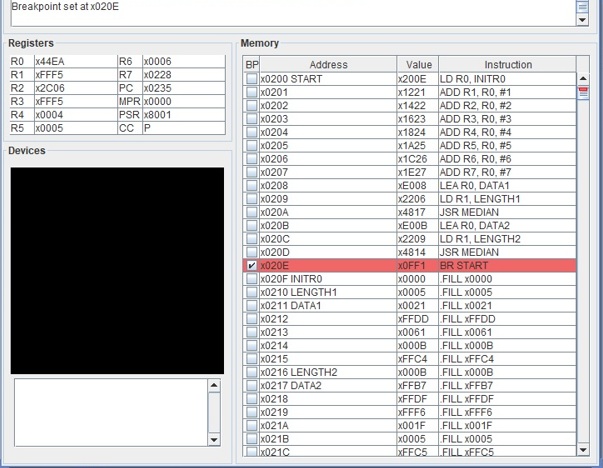 Breakpoint set at x020E
Registers
R0 x44EA R6 x0006
R1 xFFF5 R7 x0228
R2 x2C06 PC x0235
R3 xFFF5 MPR x0000
R4 x0004 PSR x8001
R5 x0005 CC P
Devices
Memory
BP Address Value Instruction
x0200 START x200E LD R0, INITR0
x0201 x1221 ADD R1, R0, #1
x0202 x1422 ADD R2, R0, #2
x0203 x1623 ADD R3, R0, #3
x0204 x1824 ADD R4, R0, #4
x0205 x1A25 ADD R5, R0, #5
x0206 x1C26 ADD R6, R0, #6
x0207 x1E27 ADD R7, R0, #7
x0208 xE008 LEA R0, DATA1
x0209 x2206 LD R1, LENGTH1
x020A x4817 JSR MEDIAN
x020B xE00B LEA R0, DATA2
x020C x2209 LD R1, LENGTH2
x020D x4814 JSR MEDIAN
x020E x0FF1 BR START
x020F INITR0 x0000 .FILL x0000
x0210 LENGTH1 x0005 .FILL x0005
x0211 DATA1 x0021 .FILL x0021
x0212 xFFDD .FILL xFFDD
x0213 x0061 .FILL x0061
x0214 x000B .FILL x000B
x0215 xFFC4 .FILL xFFC4
x0216 LENGTH2 x000B .FILL x000B
x0217 DATA2 xFFB7 .FILL xFFB7
x0218 xFFDF .FILL xFFDF
x0219 xFFF6 .FILL xFFF6
x021A x001F .FILL x001F
x021B x0005 .FILL x0005
x021C xFFC5 .FILL xFFC5